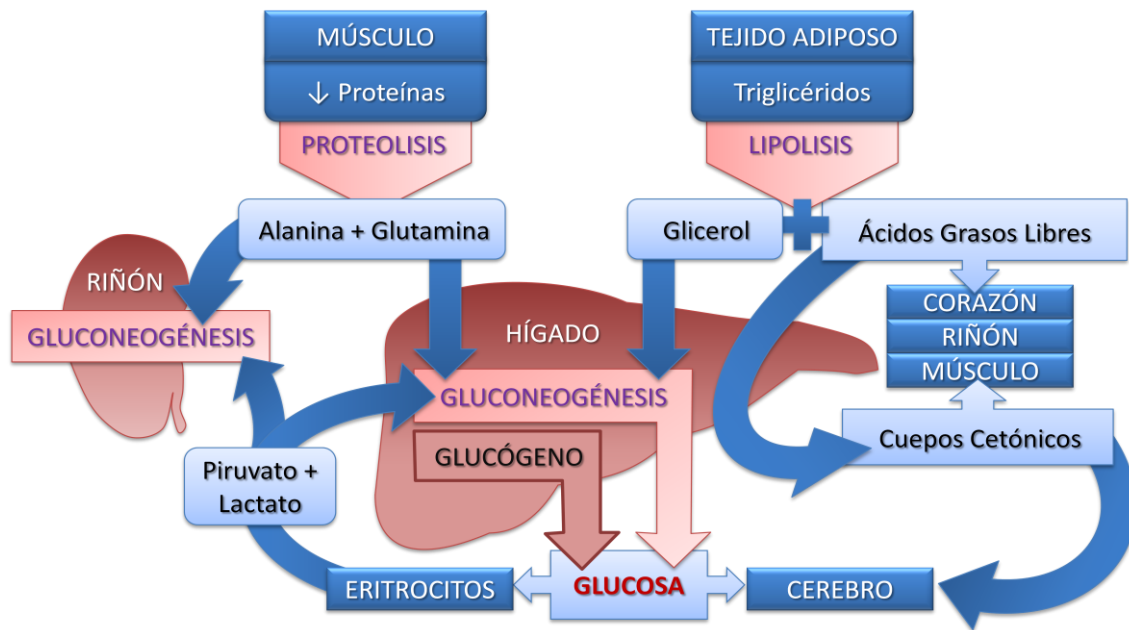 MÚSCULO
↓ Proteínas
PROTEOLISIS
TEJIDO ADIPOSO
Triglicéridos
LIPOLISIS
Alanina + Glutamina
Glicerol
Ácidos Grasos Libres
RIÑÓN
GLUCONEOGÉNESIS
HÍGADO
GLUCONEOGÉNESIS
GLUCÓGENO
CORAZÓN
RIÑÓN
MÚSCULO
Cuepos Cetónicos
Piruvato +
Lactato
ERITROCITOS
GLUCOSA
CEREBRO